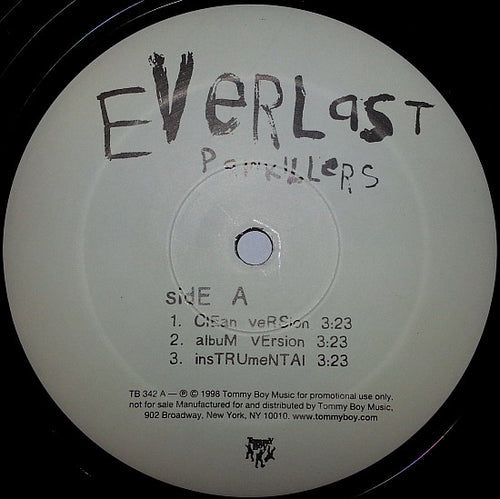 EVeRLasT
PaiNkiLLeRS
sidE A
1. ClEan veRSion 3:23
2. albuM vErsion 3:23
3. insTRUmeNTAl 3:23
TB 342 A — ℗ © 1998 Tommy Boy Music for promotional use only,
not for sale Manufactured for and distributed by Tommy Boy Music,
902 Broadway, New York, NY 10010. www.tommyboy.com
TOMMY
BOY